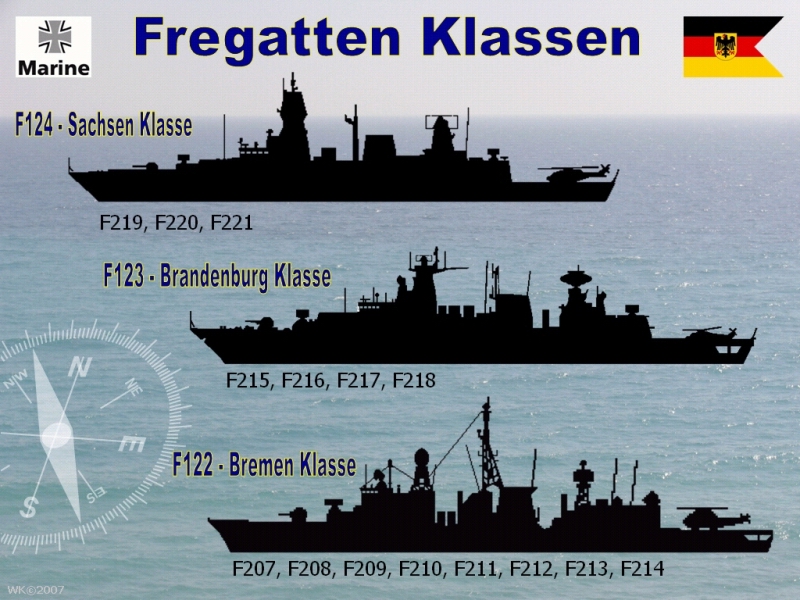 Fregatten Klassen
Marine
F124 - Sachsen Klasse
F219, F220, F221
F123 - Brandenburg Klasse
F215, F216, F217, F218
N
NW
NE
E
F122 - Bremen Klasse
SE
S
F207, F208, F209, F210, F211, F212, F213, F214
WK©2007